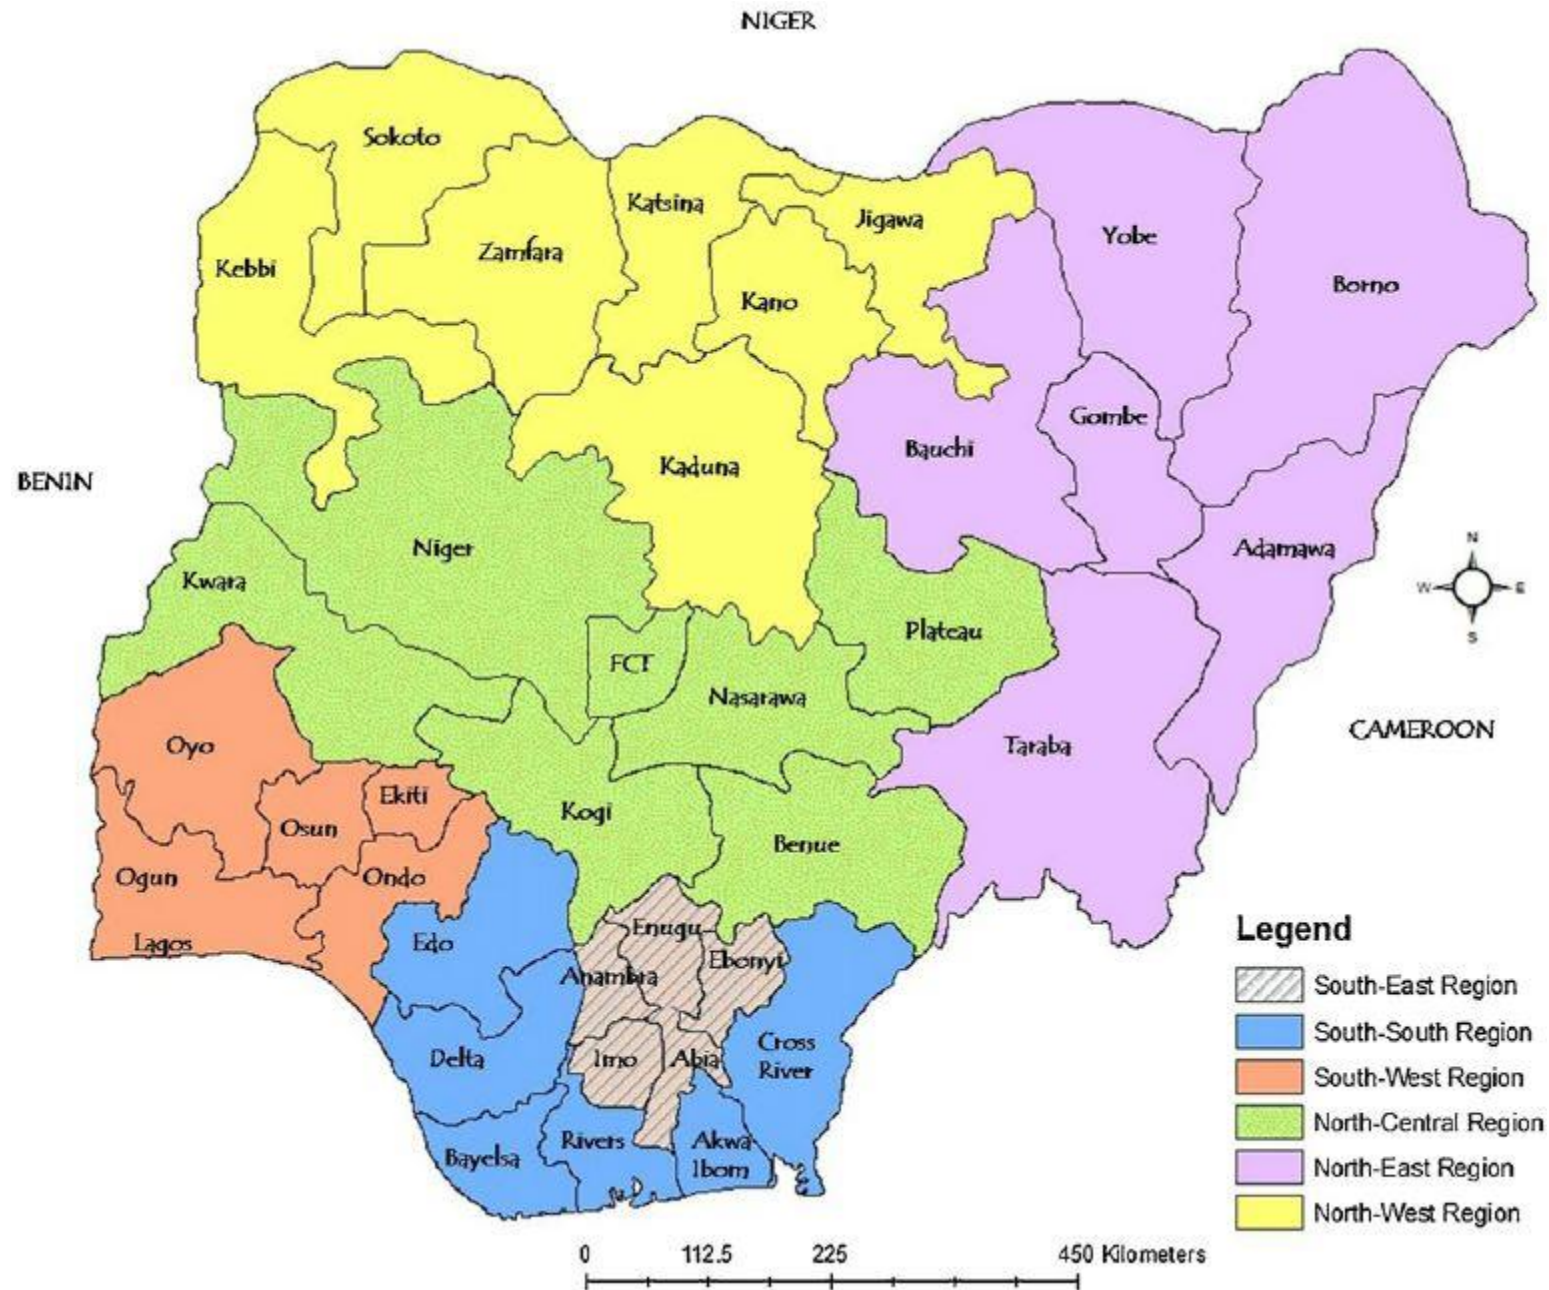 NIGER
Sokoto
Katsina
Jigawa
Yobe
Zamfara
Kebbi
Kano
Borno
Gombe
Bauchi
Kaduna
BENIN
Niger
Adamawa
Kwara
Plateau
FCT
Nasarawa
N
W
E
S
CAMEROON
Oyo
Taraba
Ekiti
Kogi
Osun
Benue
Ogun
Ondo
Enugu
Edo
Lagos
Ebonyi
Anambra
Cross
River
Delta
Imo
Abia
Rivers
Akwa
Ibom
Bayelsa
Legend
South-East Region
South-South Region
South-West Region
North-Central Region
North-East Region
North-West Region
0 112.5 225 450 Kilometers